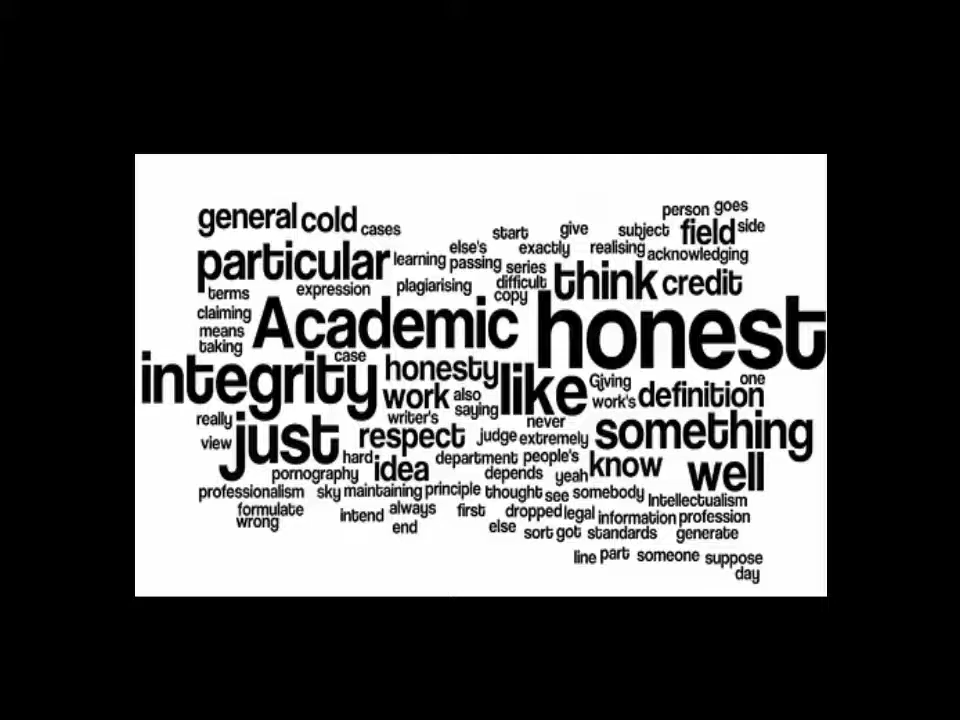 person goes
general cold cases start give subject field side
else's exactly realising acknowledging
particular learning passing series think credit
terms expression plagiarising difficult
copy
claiming Academic honest
means
taking case
integrity honesty like Giving one
work also work's definition
saying
really writer's never
just respect judge extremely something
view
hard department people's
pornography idea depends yeah know well
professionalism sky maintaining principle thought see somebody Intellectualism
formulate intend always first dropped legal information profession
wrong end else sort got standards generate
line part someone suppose
day